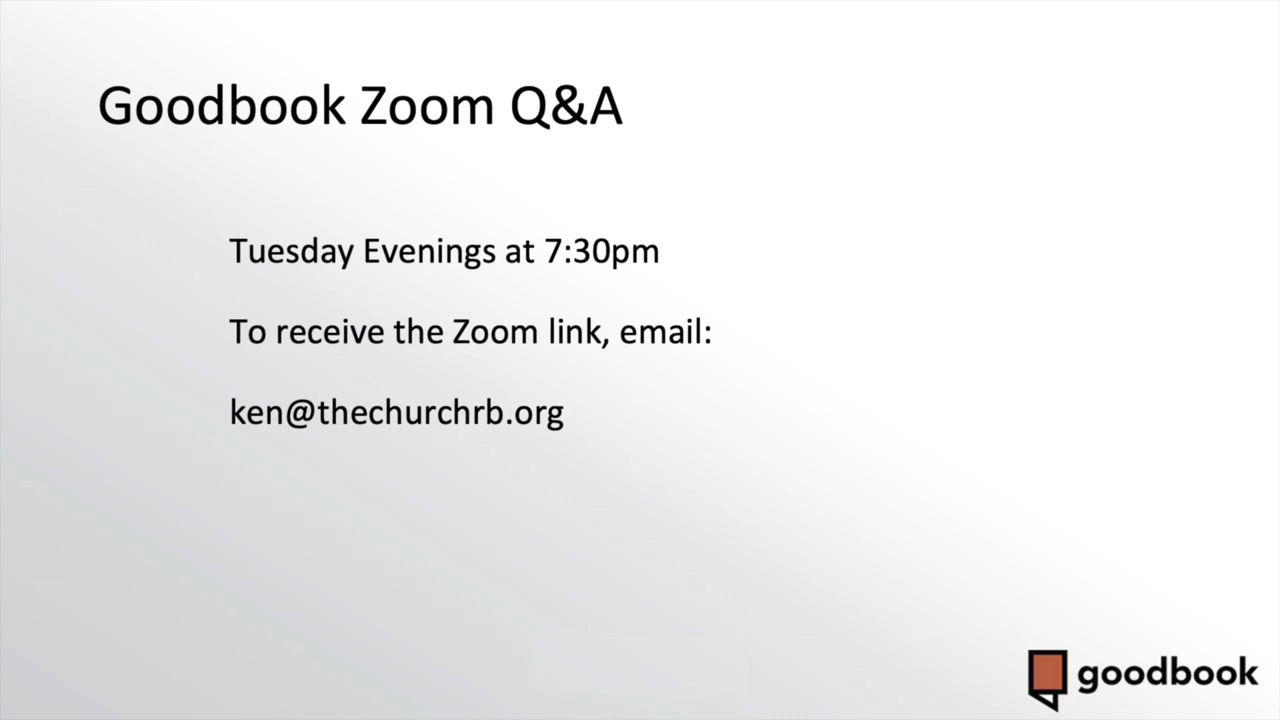 Goodbook Zoom Q&A
Tuesday Evenings at 7:30pm
To receive the Zoom link, email:
ken@thechurchrb.org
goodbook